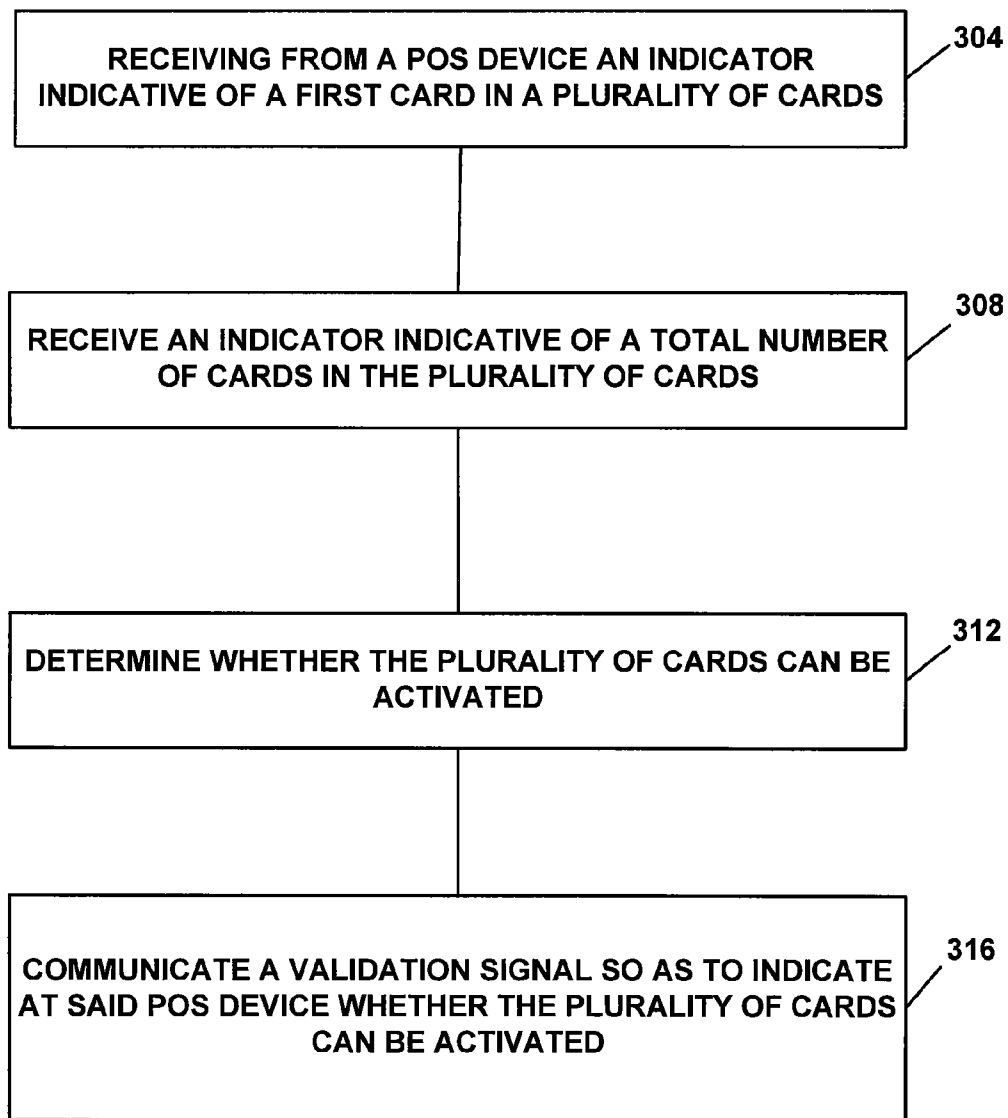 304
RECEIVING FROM A POS DEVICE AN INDICATOR
INDICATIVE OF A FIRST CARD IN A PLURALITY OF CARDS
308
RECEIVE AN INDICATOR INDICATIVE OF A TOTAL NUMBER
OF CARDS IN THE PLURALITY OF CARDS
312
DETERMINE WHETHER THE PLURALITY OF CARDS CAN BE
ACTIVATED
316
COMMUNICATE A VALIDATION SIGNAL SO AS TO INDICATE
AT SAID POS DEVICE WHETHER THE PLURALITY OF CARDS
CAN BE ACTIVATED